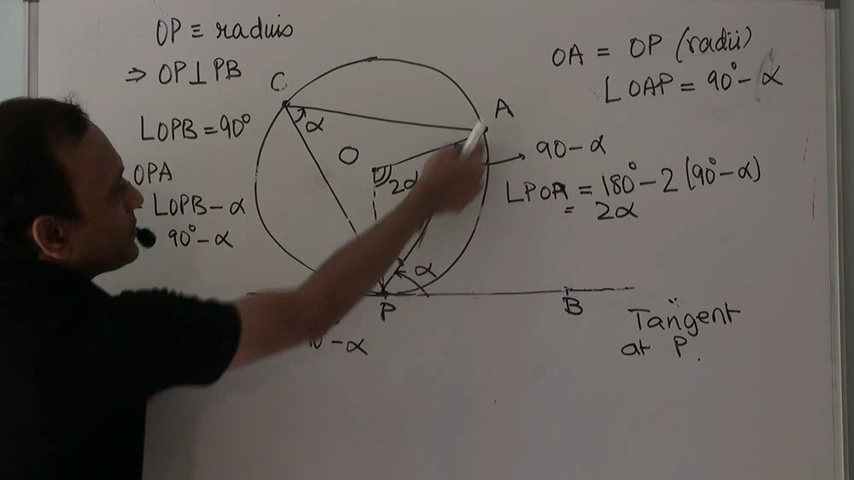 OP ≡ raduis
⇒ OP⊥PB
∠OPB = 90°
OPA
∠OPB - α
90° - α
C
α
A
O
2α
α
P
B
- α
OA = OP (radii)
∠OAP = 90° - α
90 - α
∠POA = 180° - 2 (90° - α)
= 2α
Tangent
at P.